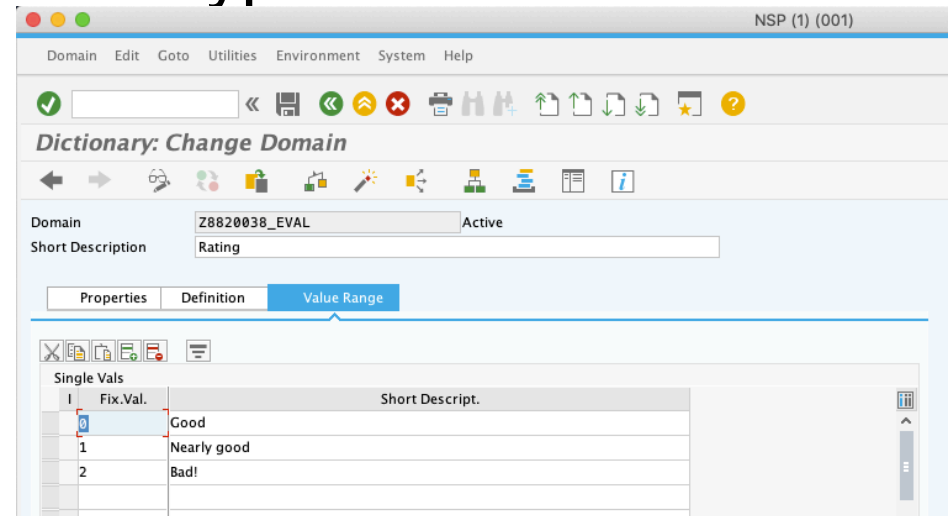 NSP (1) (001)
Domain Edit Goto Utilities Environment System Help
Dictionary: Change Domain
Domain Z8820038_EVAL Active
Short Description Rating
Properties Definition Value Range
Single Vals
I Fix.Val. Short Descript.
0 Good
1 Nearly good
2 Bad!